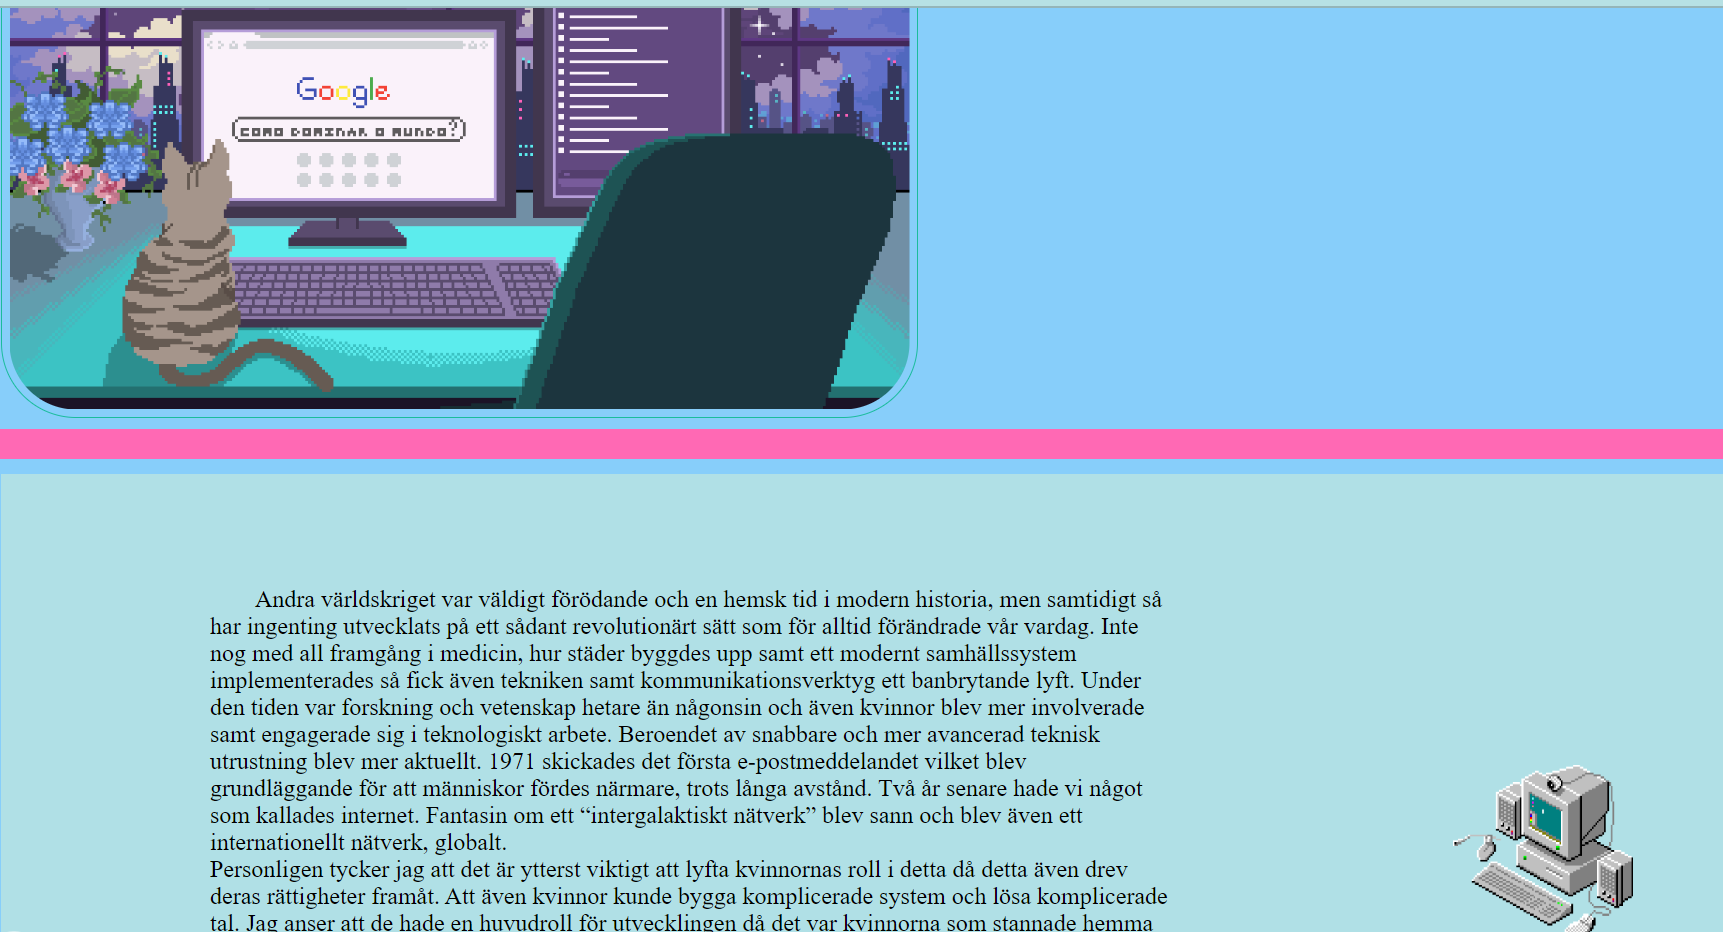 Google
COMO DOMINAR O MUNDO?
Andra världskriget var väldigt förödande och en hemsk tid i modern historia, men samtidigt så
har ingenting utvecklats på ett sådant revolutionärt sätt som för alltid förändrade vår vardag. Inte
nog med all framgång i medicin, hur städer byggdes upp samt ett modernt samhällssystem
implementerades så fick även tekniken samt kommunikationsverktyg ett banbrytande lyft. Under
den tiden var forskning och vetenskap hetare än någonsin och även kvinnor blev mer involverade
samt engagerade sig i teknologiskt arbete. Beroendet av snabbare och mer avancerad teknisk
utrustning blev mer aktuellt. 1971 skickades det första e-postmeddelandet vilket blev
grundläggande för att människor fördes närmare, trots långa avstånd. Två år senare hade vi något
som kallades internet. Fantasin om ett “intergalaktiskt nätverk” blev sann och blev även ett
internationellt nätverk, globalt.
Personligen tycker jag att det är ytterst viktigt att lyfta kvinnornas roll i detta då detta även drev
deras rättigheter framåt. Att även kvinnor kunde bygga komplicerade system och lösa komplicerade
tal. Jag anser att de hade en huvudroll för utvecklingen då det var kvinnorna som stannade hemma